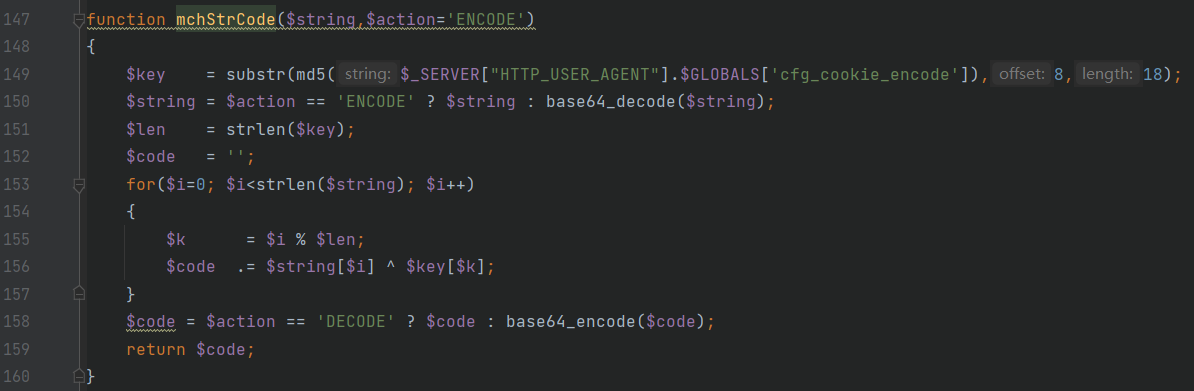 147 function mchStrCode($string,$action='ENCODE')
148 {
149 $key = substr(md5( string: $_SERVER["HTTP_USER_AGENT"].$GLOBALS['cfg_cookie_encode']), offset: 8, length: 18);
150 $string = $action == 'ENCODE' ? $string : base64_decode($string);
151 $len = strlen($key);
152 $code = '';
153 for($i=0; $i<strlen($string); $i++)
154 {
155 $k = $i % $len;
156 $code .= $string[$i] ^ $key[$k];
157 }
158 $code = $action == 'DECODE' ? $code : base64_encode($code);
159 return $code;
160 }